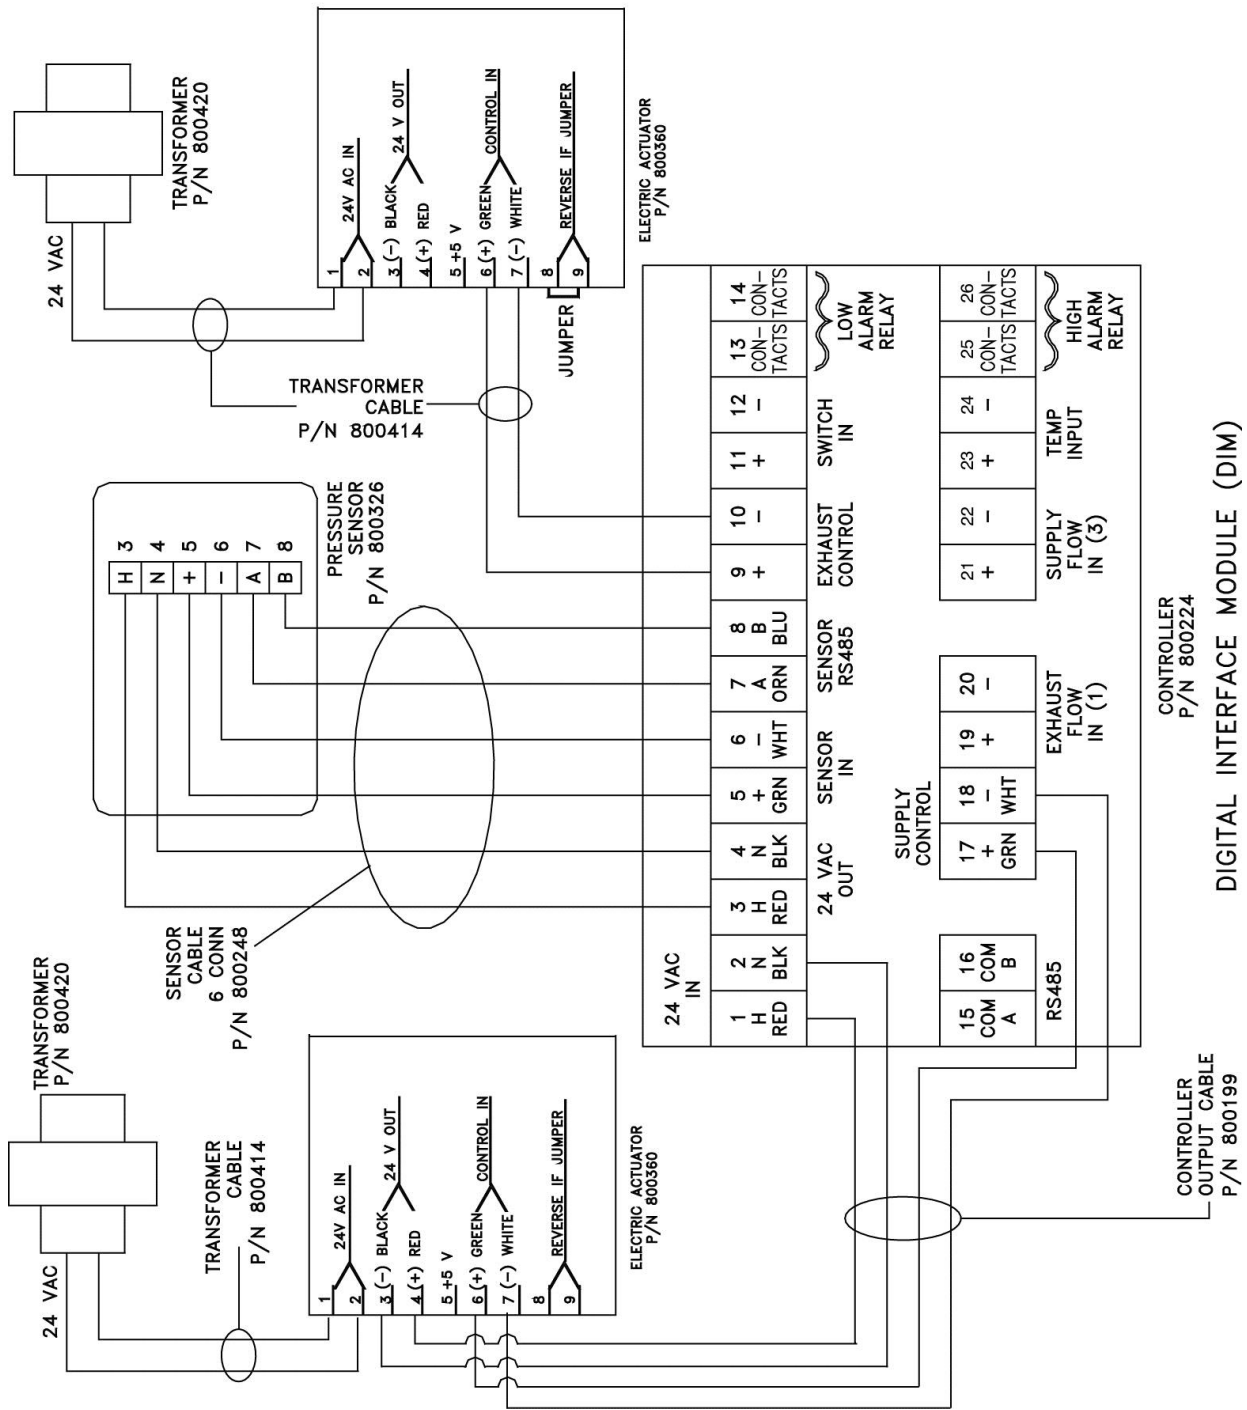 24 VAC
TRANSFORMER
P/N 800420
TRANSFORMER
CABLE
P/N 800414
1
2
3
4
5
6
7
8
9
24V AC IN
(-) BLACK
(+) RED
24 V OUT
+5 V
(+) GREEN
(-) WHITE
CONTROL IN
REVERSE IF JUMPER
ELECTRIC ACTUATOR
P/N 800360
SENSOR
CABLE
6 CONN
P/N 800248
H 3
N 4
+ 5
- 6
A 7
B 8
PRESSURE
SENSOR
P/N 800326
24 VAC
TRANSFORMER
P/N 800420
TRANSFORMER
CABLE
P/N 800414
1
2
3
4
5
6
7
8
9
24V AC IN
(-) BLACK
(+) RED
24 V OUT
+5 V
(+) GREEN
(-) WHITE
CONTROL IN
REVERSE IF JUMPER
JUMPER
ELECTRIC ACTUATOR
P/N 800360
24 VAC
IN
1
H
RED
2
N
BLK
3
H
RED
4
N
BLK
5
+
GRN
6
-
WHT
7
A
ORN
8
B
BLU
9
+
10
-
11
+
12
-
13
CON-
TACTS
14
CON-
TACTS
24 VAC
OUT
SENSOR
IN
SENSOR
RS485
EXHAUST
CONTROL
SWITCH
IN
LOW
ALARM
RELAY
SUPPLY
CONTROL
15
COM
A
16
COM
B
17
+
GRN
18
-
WHT
19
+
20
-
21
+
22
-
23
+
24
-
25
CON-
TACTS
26
CON-
TACTS
RS485
EXHAUST
FLOW
IN (1)
SUPPLY
FLOW
IN (3)
TEMP
INPUT
HIGH
ALARM
RELAY
CONTROLLER
OUTPUT CABLE
P/N 800199
CONTROLLER
P/N 800224
DIGITAL INTERFACE MODULE (DIM)